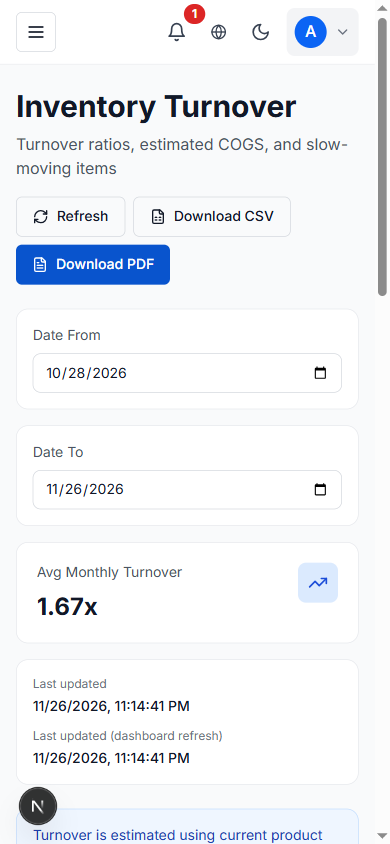 1
A
Inventory Turnover
Turnover ratios, estimated COGS, and slow-
moving items
Refresh
Download CSV
Download PDF
Date From
10/28/2026
Date To
11/26/2026
Avg Monthly Turnover
1.67x
Last updated
11/26/2026, 11:14:41 PM
Last updated (dashboard refresh)
11/26/2026, 11:14:41 PM
N
Turnover is estimated using current product